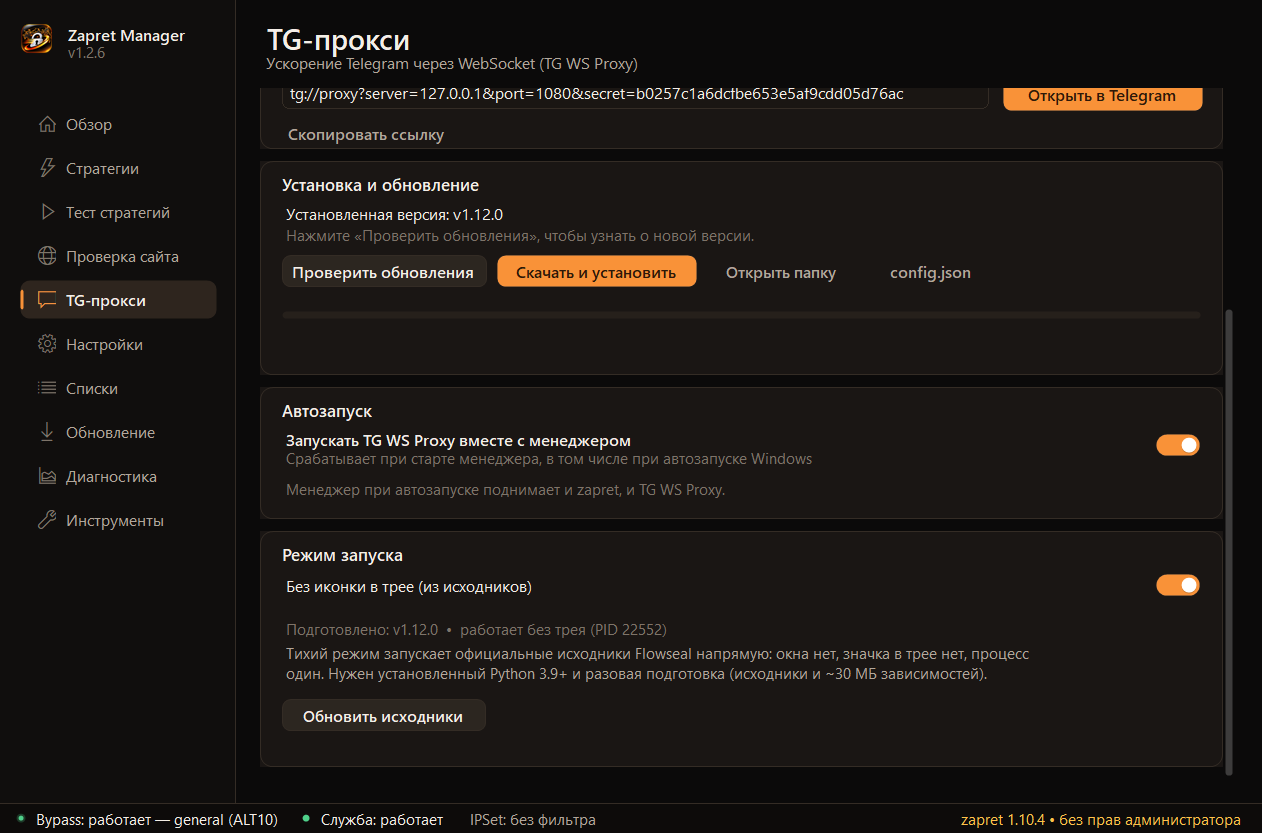 Zapret Manager
v1.2.6
Обзор
Стратегии
Тест стратегий
Проверка сайта
TG-прокси
Настройки
Списки
Обновление
Диагностика
Инструменты
TG-прокси
Ускорение Telegram через WebSocket (TG WS Proxy)
tg://proxy?server=127.0.0.1&port=1080&secret=b0257c1a6dcfbe653e5af9cdd05d76ac
Открыть в Telegram
Скопировать ссылку
Установка и обновление
Установленная версия: v1.12.0
Нажмите «Проверить обновления», чтобы узнать о новой версии.
Проверить обновления Скачать и установить Открыть папку config.json
Автозапуск
Запускать TG WS Proxy вместе с менеджером
Срабатывает при старте менеджера, в том числе при автозапуске Windows
Менеджер при автозапуске поднимает и zapret, и TG WS Proxy.
Режим запуска
Без иконки в трее (из исходников)
Подготовлено: v1.12.0 • работает без трея (PID 22552)
Тихий режим запускает официальные исходники Flowseal напрямую: окна нет, значка в трее нет, процесс
один. Нужен установленный Python 3.9+ и разовая подготовка (исходники и ~30 МБ зависимостей).
Обновить исходники
Bypass: работает — general (ALT10) Служба: работает IPSet: без фильтра zapret 1.10.4 • без прав администратора